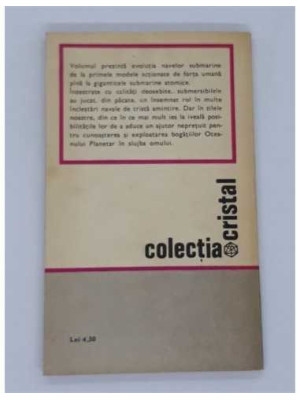 Volumul prezintă evoluția navelor submarine
de la primele modele acționate de forța umană
pînă la giganticele submarine atomice.
Înzestrate cu calități deosebite, submersibilele
au jucat, din păcate, un însemnat rol în multe
încleștări navale de tristă amintire. Dar în zilele
noastre, din ce în ce mai mult ies la iveală posi-
bilitățile lor de a aduce un ajutor neprețuit pen-
tru cunoașterea și exploatarea bogățiilor Ocea-
nului Planetar în slujba omului.
colecția
cristal
Lei 4,50